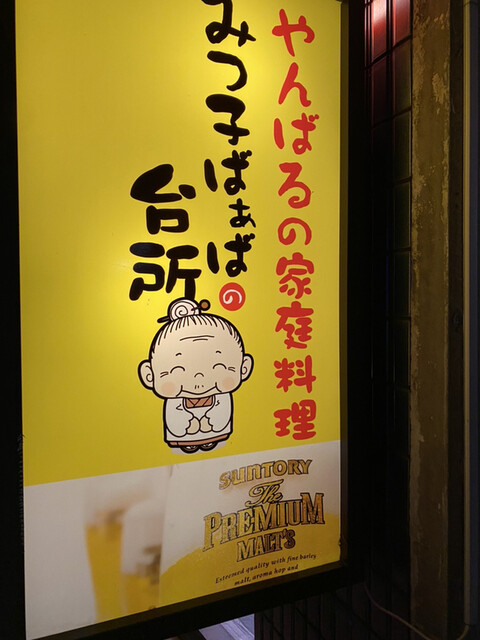 やんばるの家庭料理
みつ子ばぁばの
台所
SUNTORY
The
PREMIUM
MALT'S
Extreme quality with fine barley
malt, aroma hop and